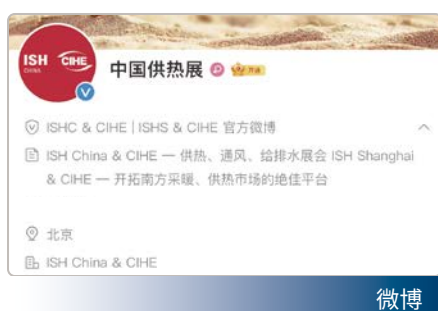 ISH CIHE
CHINA
中国供热展
ISHC & CIHE | ISHS & CIHE 官方微博
ISH China & CIHE — 供热、通风、给排水展会 ISH Shanghai
& CIHE — 开拓南方采暖、供热市场的绝佳平台
北京
ISH China & CIHE
微博